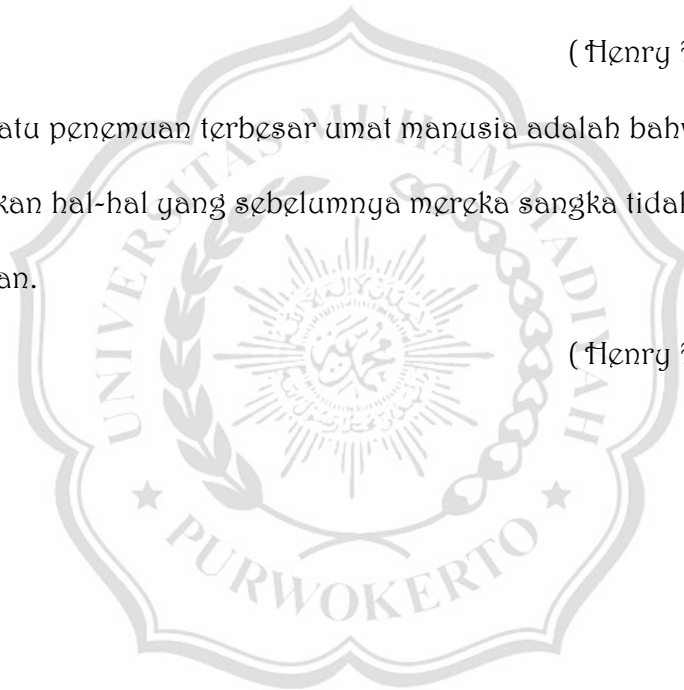 ( Henry
atu penemuan terbesar umat manusia adalah bahw
kan hal-hal yang sebelumnya mereka sangka tidak
an.
( Henry
UNIVERSITAS MUHAMMADIYAH
PURWOKERTO